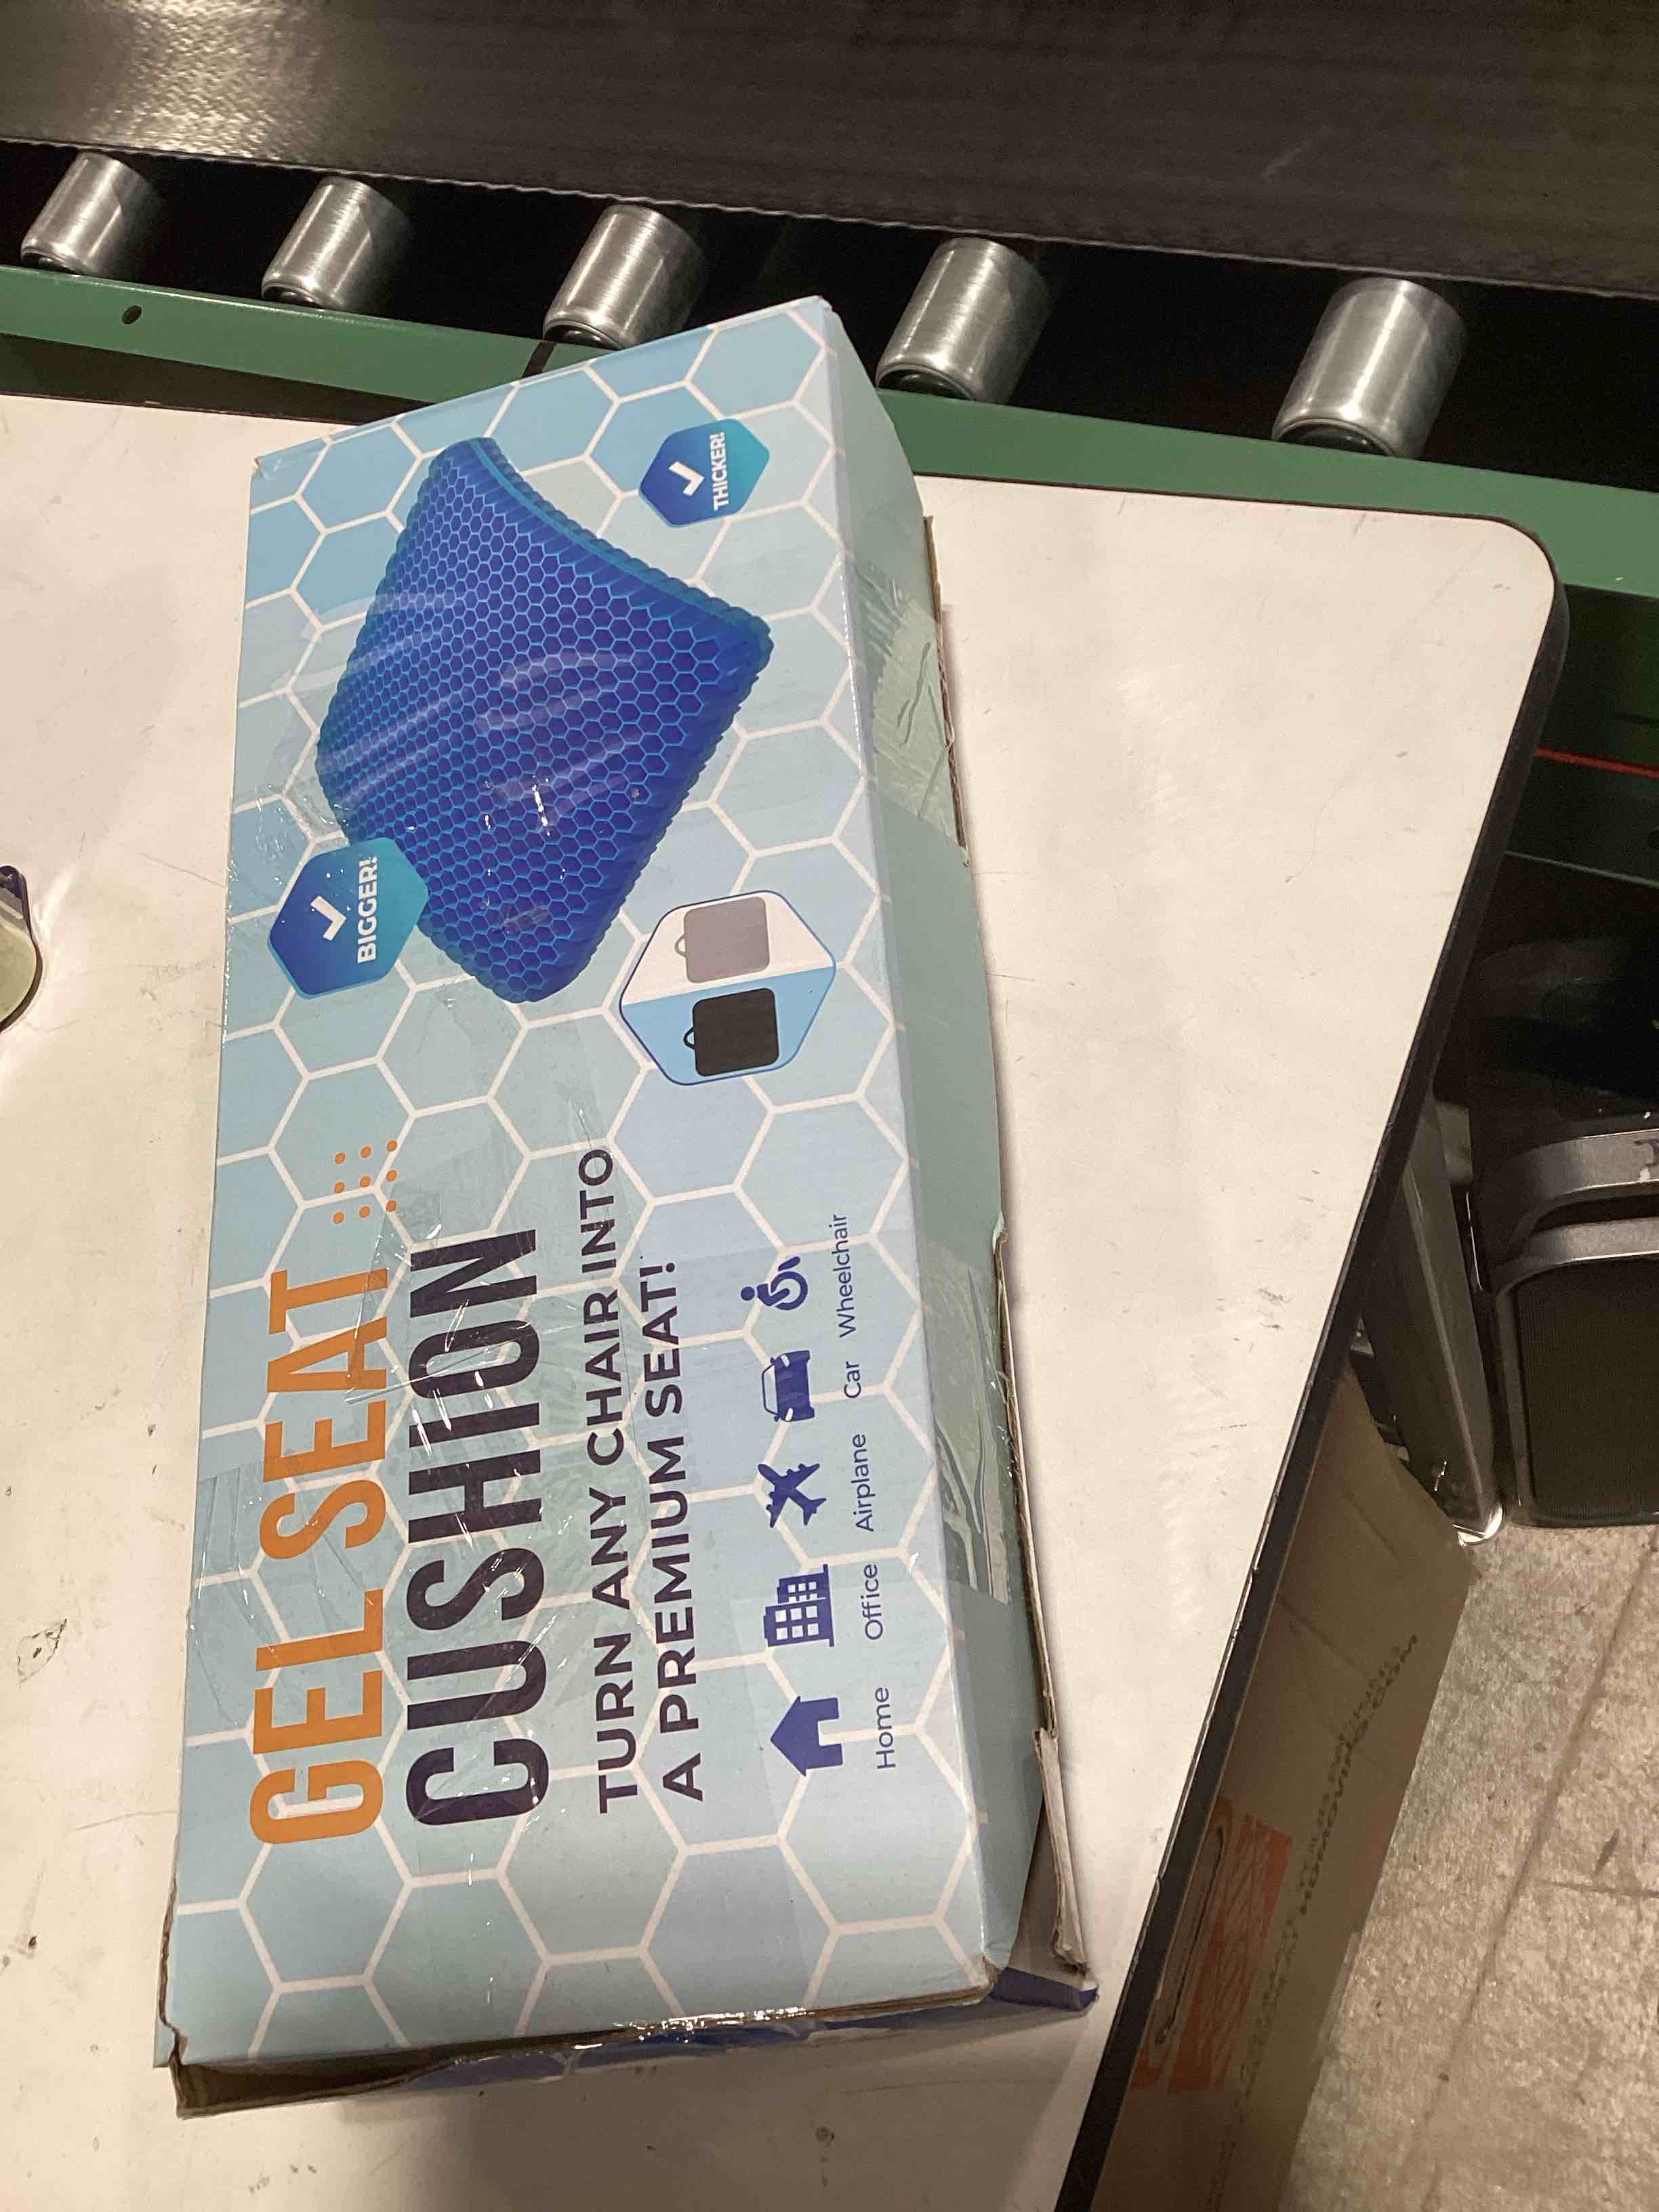 GEL SEAT
CUSHION
TURN ANY CHAIR INTO
A PREMIUM SEAT!
Home Office Airplane Car Wheelchair
BIGGER!
THICKER!